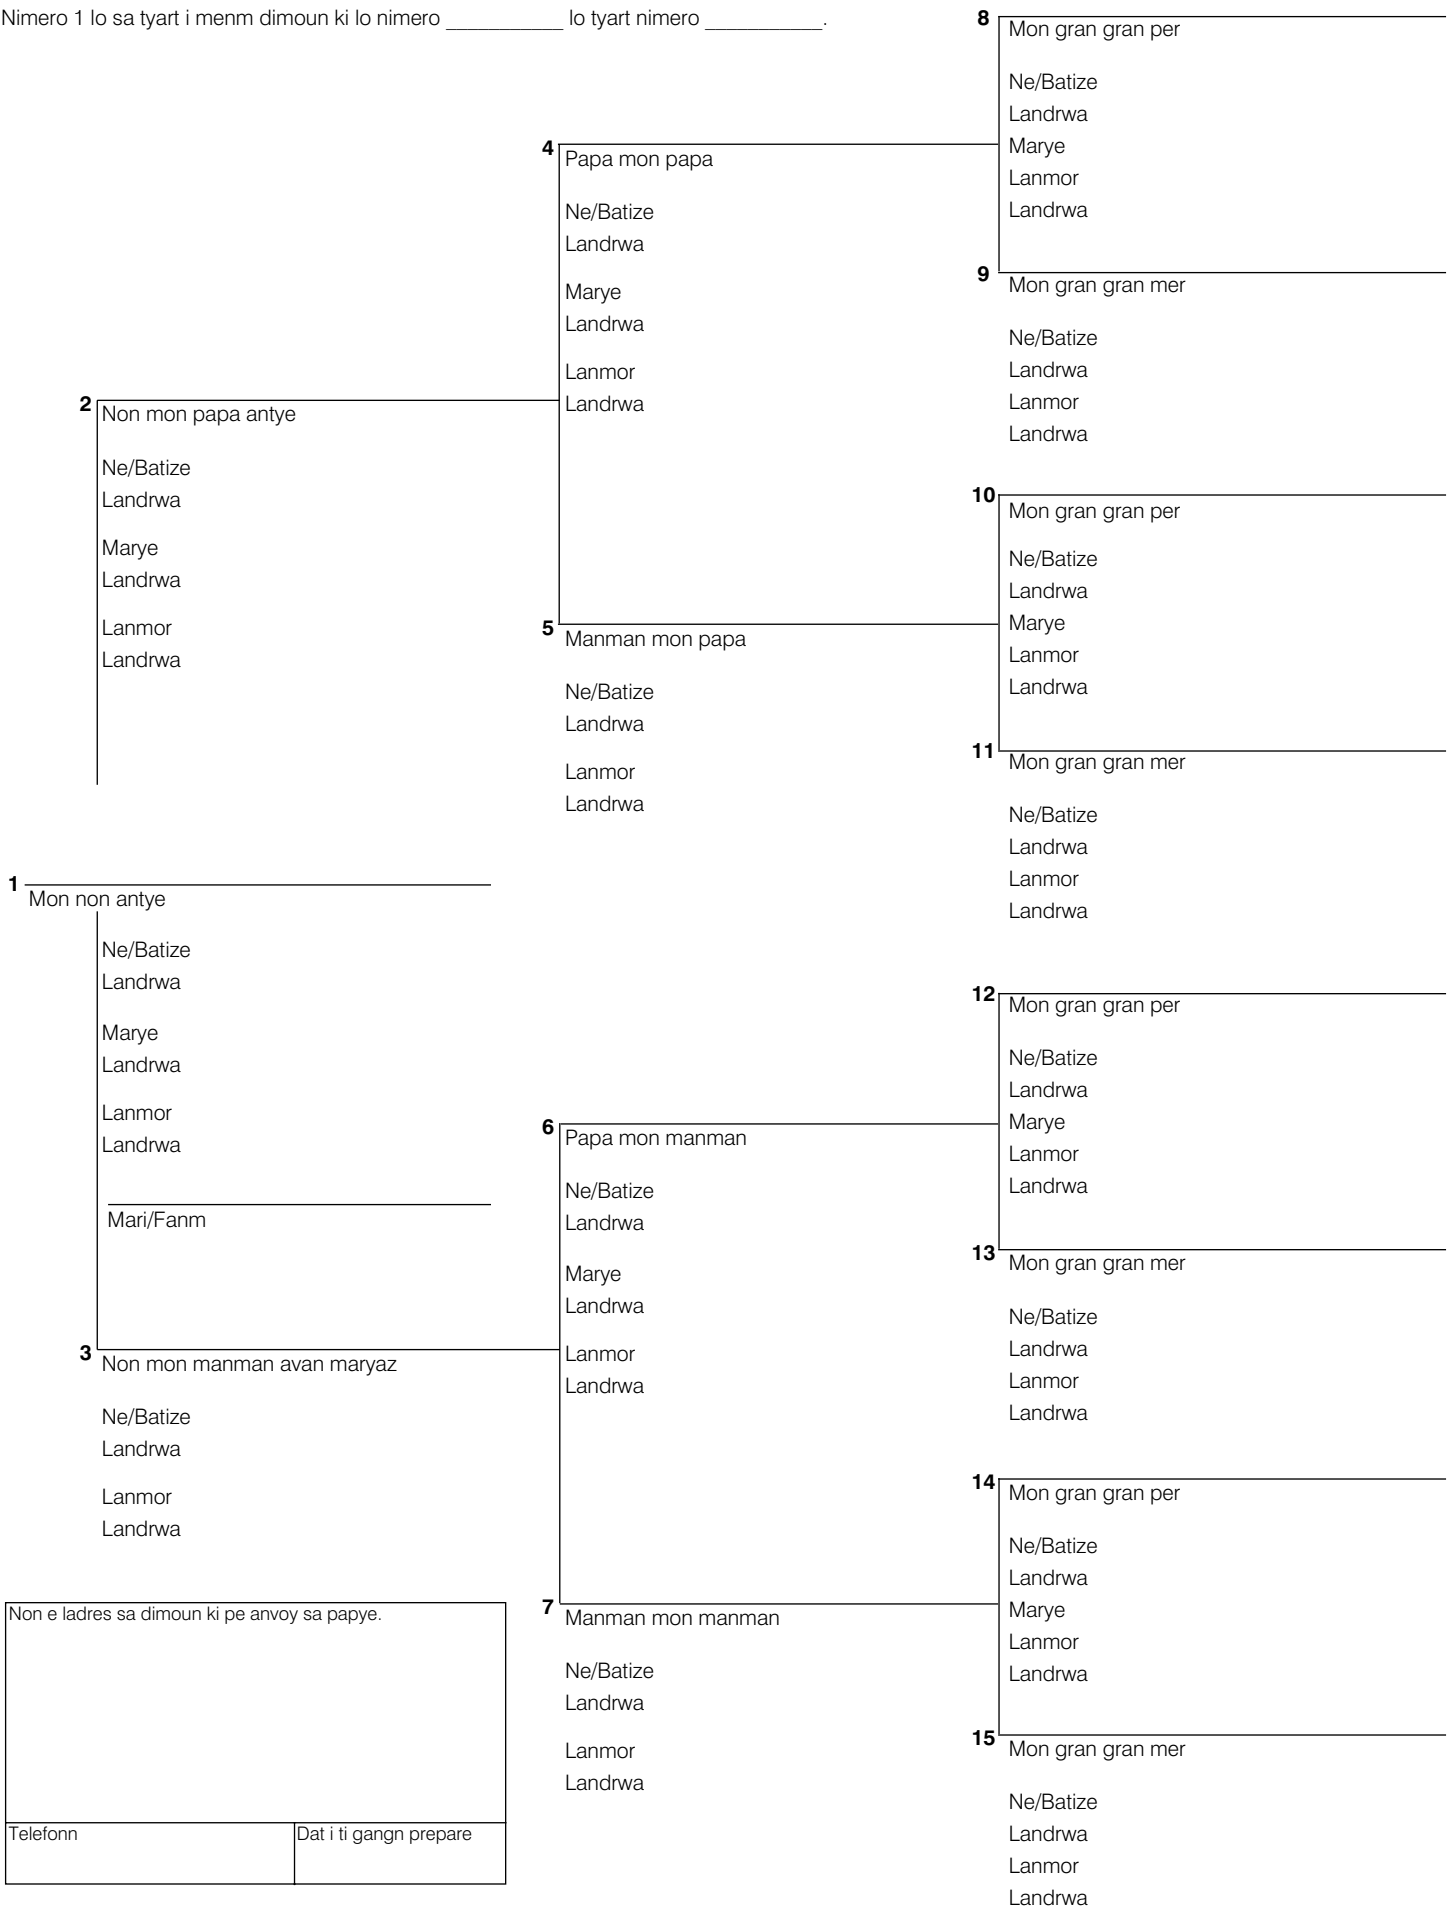 Nimero 1 lo sa tyart i menm dimoun ki lo nimero ___________ lo tyart nimero ___________.
8
Mon gran gran per
Ne/Batize
Landrwa
Marye
Lanmor
Landrwa
4
Papa mon papa
Ne/Batize
Landrwa
Marye
Landrwa
Lanmor
Landrwa
9
Mon gran gran mer
Ne/Batize
Landrwa
Lanmor
Landrwa
2
Non mon papa antye
Ne/Batize
Landrwa
Marye
Landrwa
Lanmor
Landrwa
10
Mon gran gran per
Ne/Batize
Landrwa
Marye
Lanmor
Landrwa
5
Manman mon papa
Ne/Batize
Landrwa
Lanmor
Landrwa
11
Mon gran gran mer
Ne/Batize
Landrwa
Lanmor
Landrwa
1
Mon non antye
Ne/Batize
Landrwa
Marye
Landrwa
Lanmor
Landrwa
Mari/Fanm
12
Mon gran gran per
Ne/Batize
Landrwa
Marye
Lanmor
Landrwa
6
Papa mon manman
Ne/Batize
Landrwa
Marye
Landrwa
Lanmor
Landrwa
13
Mon gran gran mer
Ne/Batize
Landrwa
Lanmor
Landrwa
3
Non mon manman avan maryaz
Ne/Batize
Landrwa
Lanmor
Landrwa
14
Mon gran gran per
Ne/Batize
Landrwa
Marye
Lanmor
Landrwa
7
Manman mon manman
Ne/Batize
Landrwa
Lanmor
Landrwa
15
Mon gran gran mer
Ne/Batize
Landrwa
Lanmor
Landrwa
Non e ladres sa dimoun ki pe anvoy sa papye.
Telefonn
Dat i ti gangn prepare